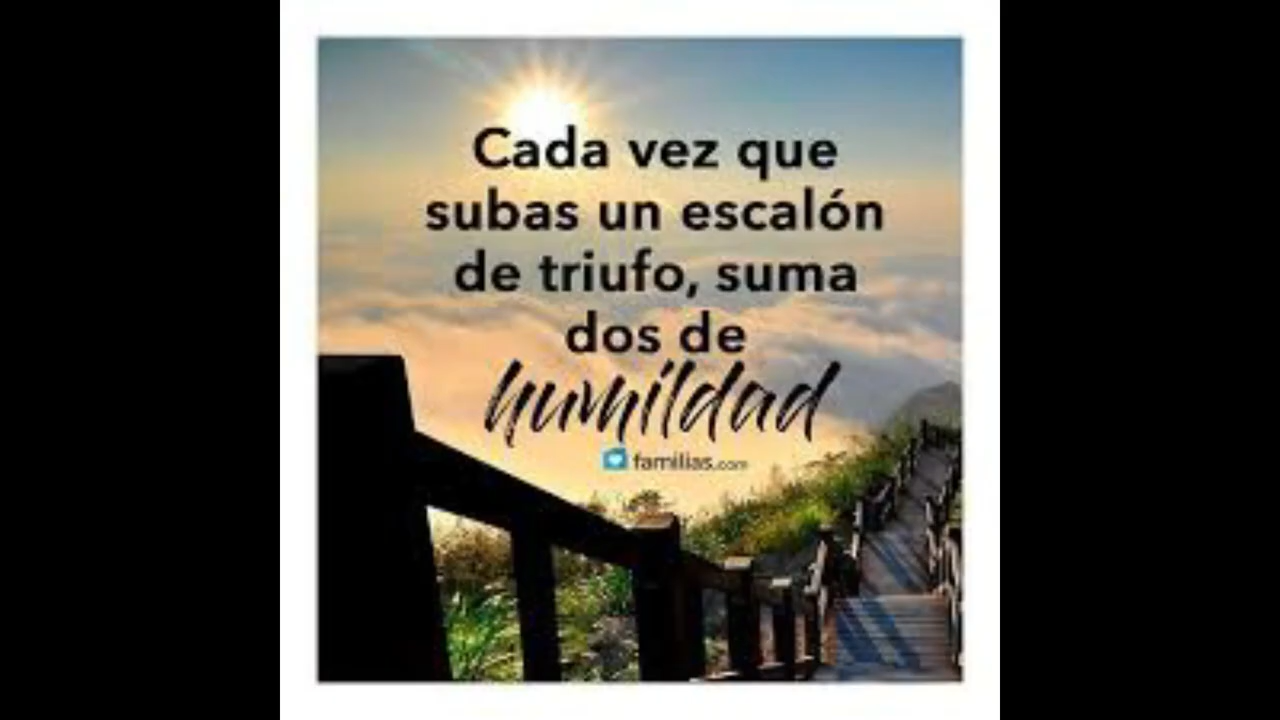 Cada vez que
subas un escalón
de triufo, suma
dos de
humildad
familias.com